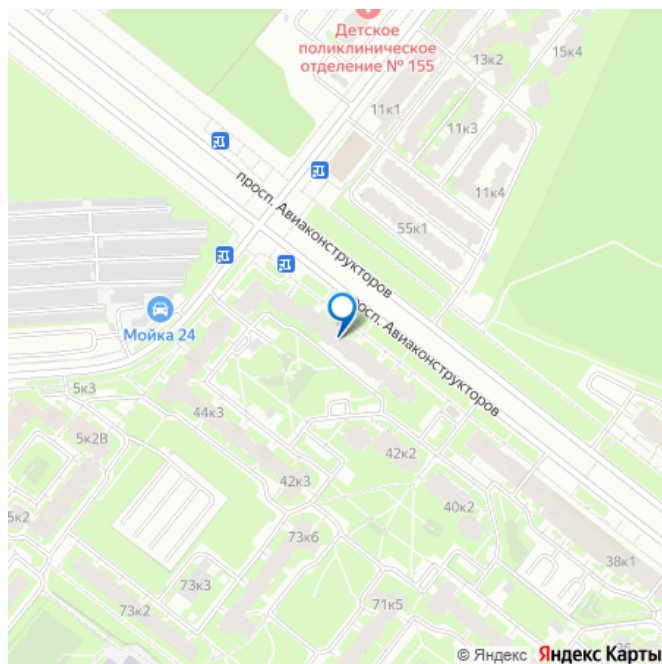 Детское
поликлиническое
отделение № 155
13к2
15к4
11к1
11к3
11к4
просп. Авиаконструкторов
55к1
просп. Авиаконструкторов
Мойка 24
5к3
44к3
5к2В
42к2
42к3
5к2
40к2
73к6
38к1
73к3
73к2
71к5
© Яндекс Яндекс Карты